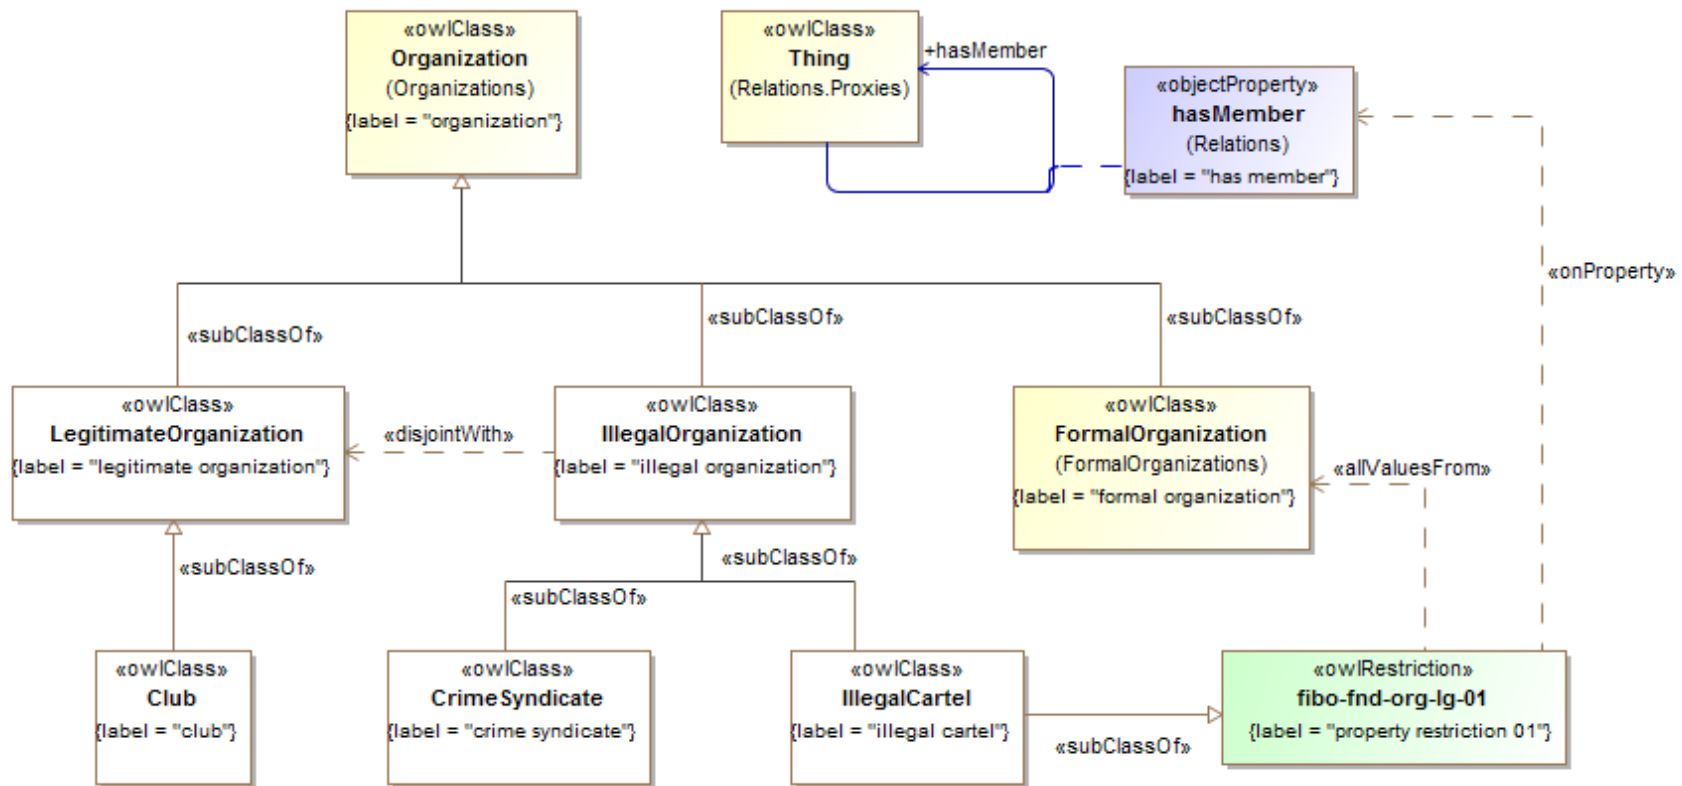 «owlClass»
Organization
(Organizations)
{label = "organization"}
«owlClass»
Thing
(Relations.Proxies)
+hasMember
«objectProperty»
hasMember
(Relations)
{label = "has member"}
«onProperty»
«subClassOf»
«subClassOf»
«subClassOf»
«owlClass»
LegitimateOrganization
{label = "legitimate organization"}
«disjointWith»
«owlClass»
IllegalOrganization
{label = "illegal organization"}
«owlClass»
FormalOrganization
(FormalOrganizations)
{label = "formal organization"}
«allValuesFrom»
«subClassOf»
«subClassOf»
«subClassOf»
«owlClass»
Club
{label = "club"}
«owlClass»
CrimeSyndicate
{label = "crime syndicate"}
«owlClass»
IllegalCartel
{label = "illegal cartel"}
«subClassOf»
«owlRestriction»
fibo-fnd-org-lg-01
{label = "property restriction 01"}